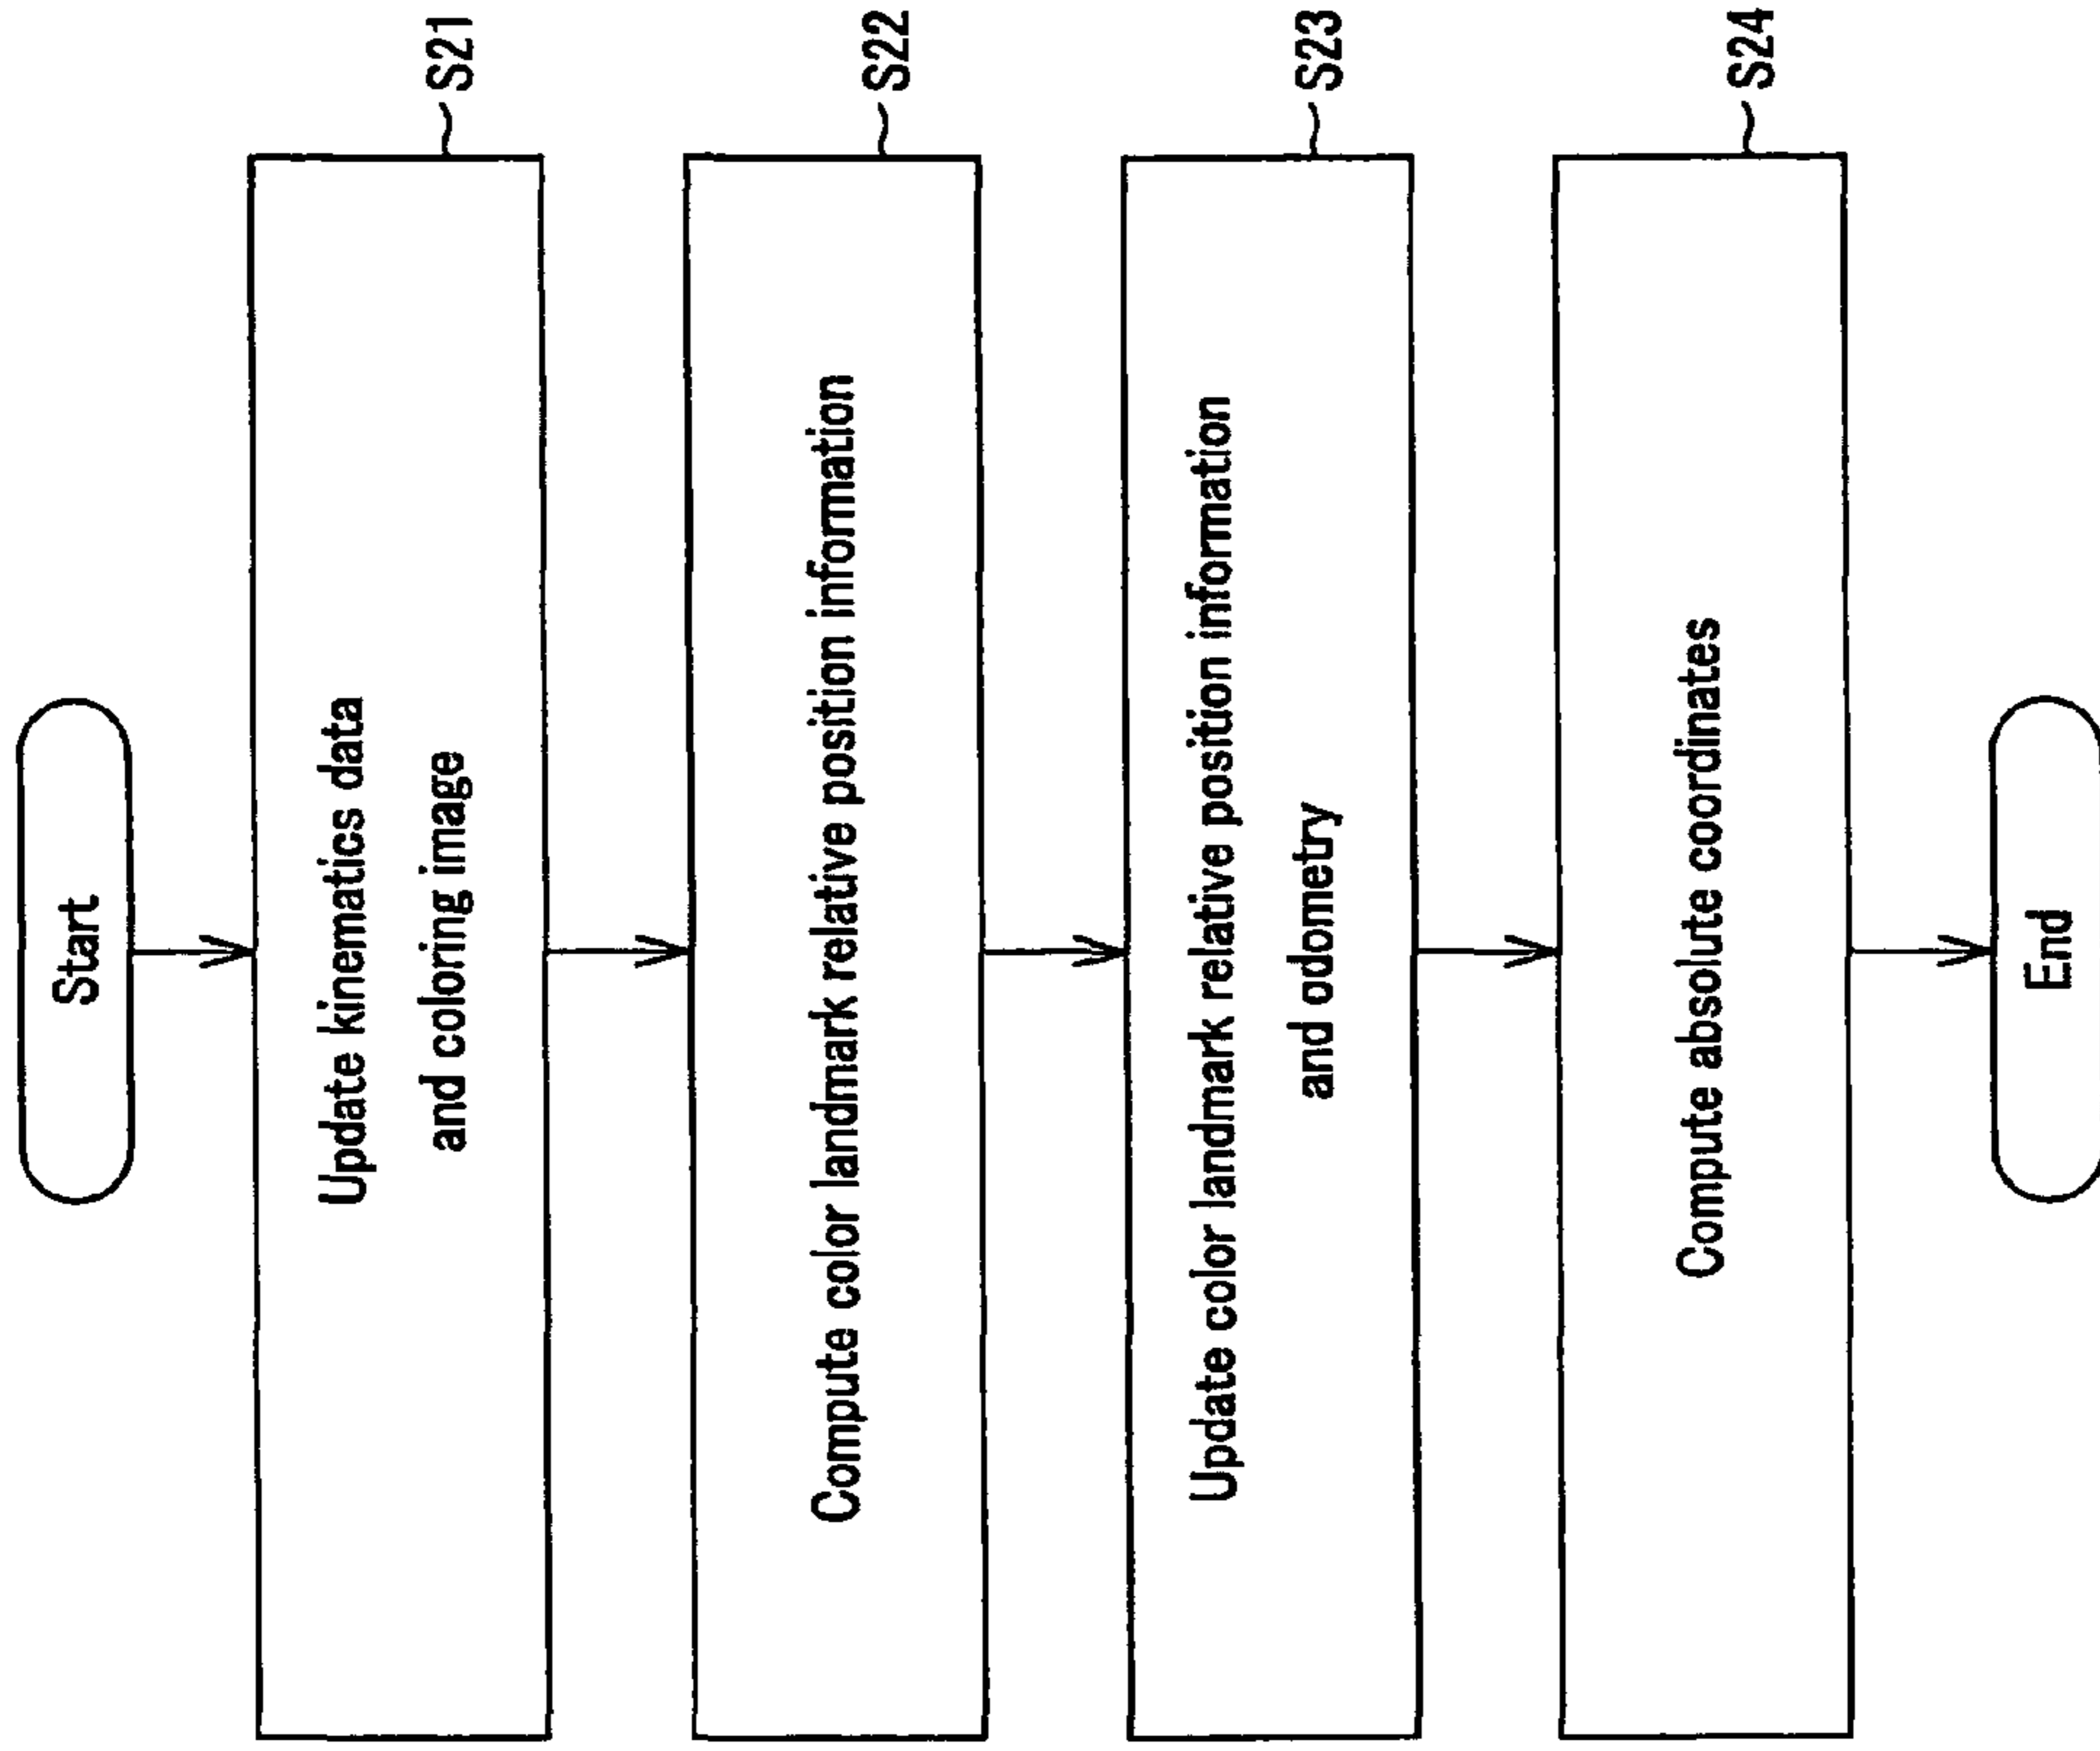 Start
Update kinematics data
and coloring image
S21
Compute color landmark relative position information
S22
Update color landmark relative position information
and odometry
S23
Compute absolute coordinates
S24
End